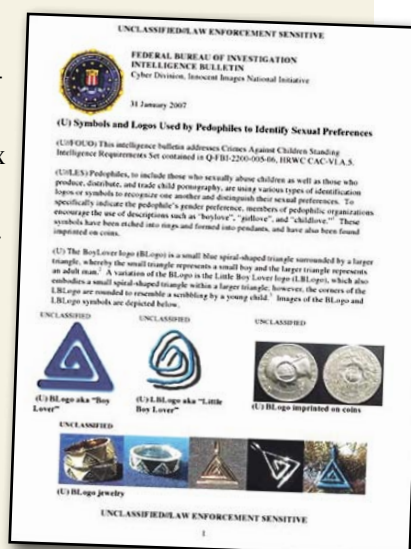 UNCLASSIFIED//LAW ENFORCEMENT SENSITIVE
FEDERAL BUREAU OF INVESTIGATION
INTELLIGENCE BULLETIN
Cyber Division, Innocent Images National Initiative
31 January 2007
(U) Symbols and Logos Used by Pedophiles to Identify Sexual Preferences
(U//FOUO) This intelligence bulletin addresses Crimes Against Children Standing
Intelligence Requirements Set contained in Q-FBI-2200-005-06, HRWC CAC-VI.A.5.
(U//LES) Pedophiles, to include those who sexually abuse children as well as those who
produce, distribute, and trade child pornography, are using various types of identification
logos or symbols to recognize one another and distinguish their sexual preferences. To
specifically indicate the pedophile's gender preference, members of pedophilic organizations
encourage the use of descriptions such as "boylove", "girllove", and "childlove." These
symbols have been etched into rings and formed into pendants, and have also been found
imprinted on coins.
(U) The BoyLover logo (BLogo) is a small blue spiral-shaped triangle surrounded by a larger
triangle, whereby the small triangle represents a small boy and the larger triangle represents
an adult man. A variation of the BLogo is the Little Boy Lover logo (LBLogo), which also
embodies a small spiral-shaped triangle within a larger triangle; however, the corners of the
LBLogo are rounded to resemble a scribbling by a young child. Images of the BLogo and
LBLogo symbols are depicted below.
UNCLASSIFIED UNCLASSIFIED UNCLASSIFIED
(U) BLogo aka "Boy
Lover"
(U) LBLogo aka "Little
Boy Lover"
(U) BLogo imprinted on coins
UNCLASSIFIED
(U) BLogo jewelry
UNCLASSIFIED//LAW ENFORCEMENT SENSITIVE
1